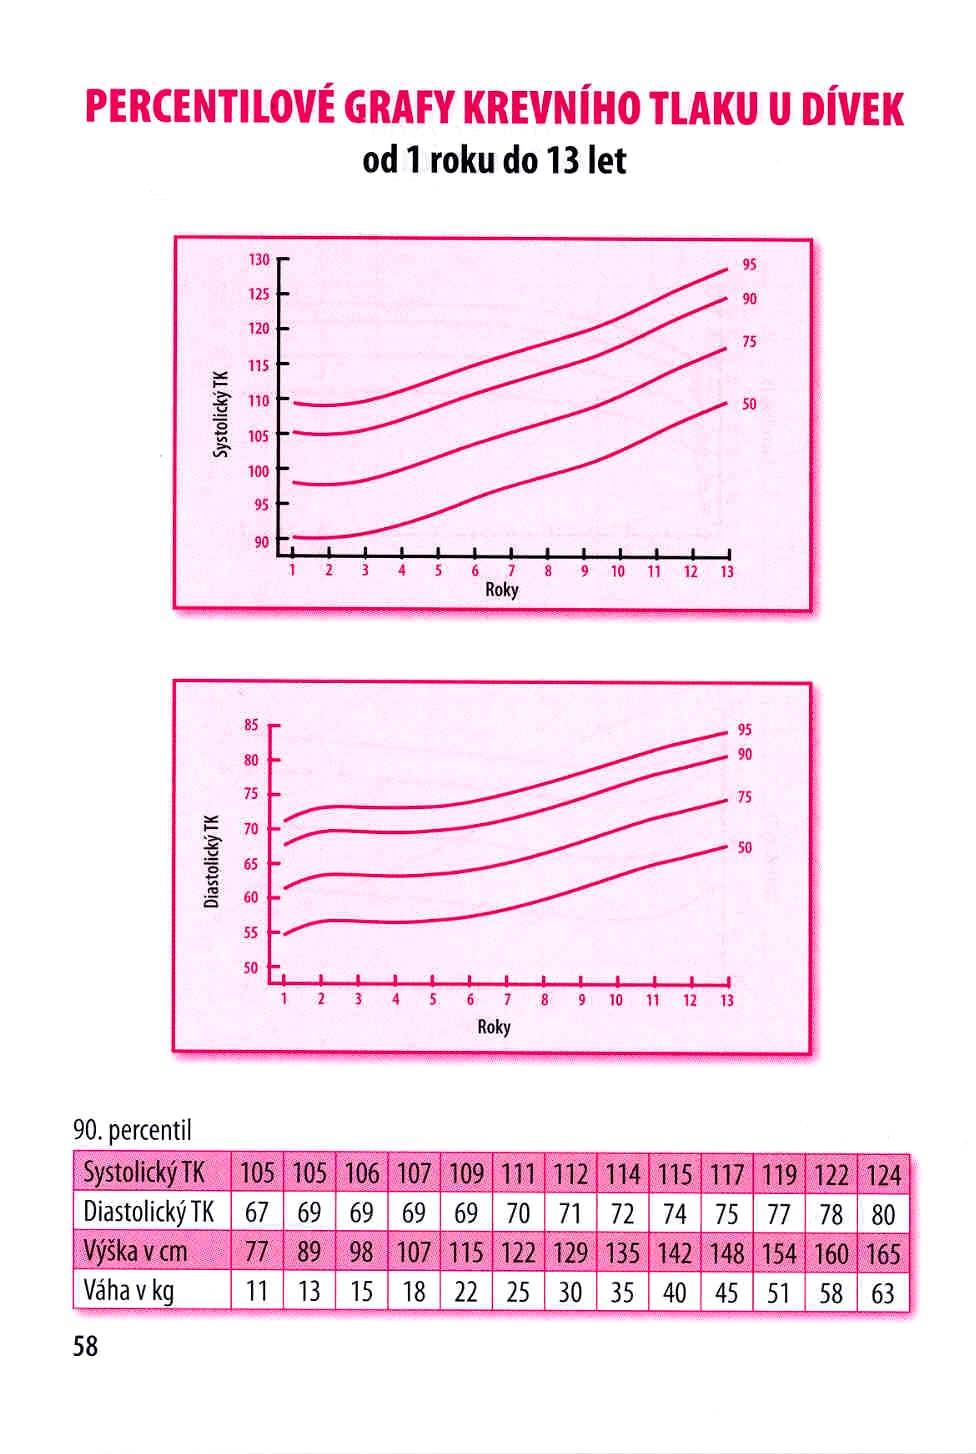 PERCENTILOVÉ GRAFY KREVNÍHO TLAKU U DÍVEK
od 1 roku do 13 let
130
125
120
115
110
105
100
95
90
Systolický TK
95
90
75
50
1 2 3 4 5 6 7 8 9 10 11 12 13
Roky
85
80
75
70
65
60
55
50
Diastolický TK
95
90
75
50
1 2 3 4 5 6 7 8 9 10 11 12 13
Roky
90. percentil
Systolický TK 105 105 106 107 109 111 112 114 115 117 119 122 124
Diastolický TK 67 69 69 69 69 70 71 72 74 75 77 78 80
Výška v cm 77 89 98 107 115 122 129 135 142 148 154 160 165
Váha v kg 11 13 15 18 22 25 30 35 40 45 51 58 63
58